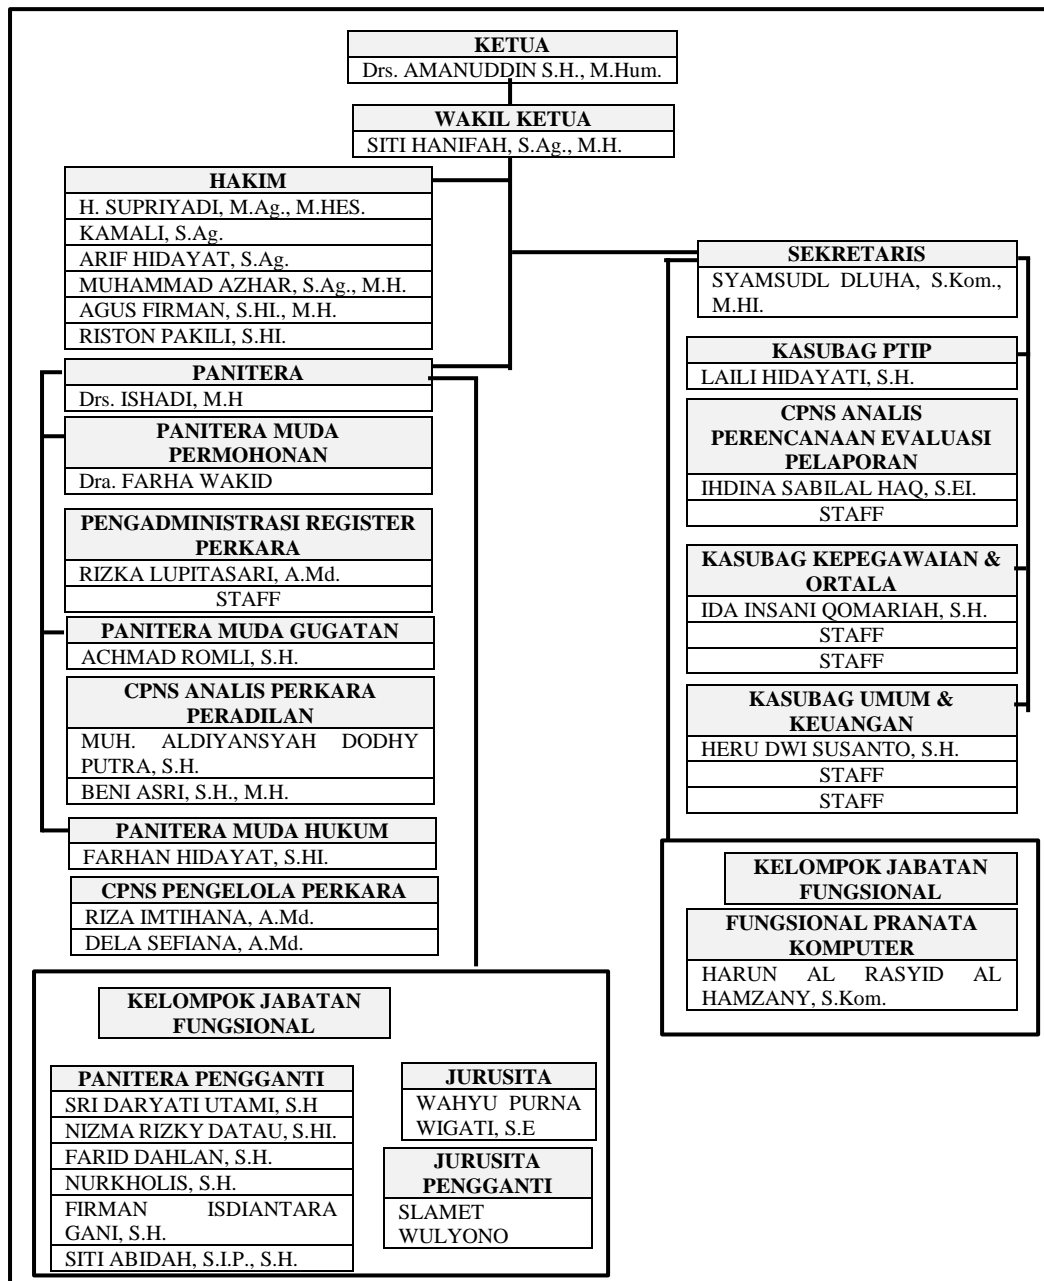 KETUA
Drs. AMANUDDIN S.H., M.Hum.
WAKIL KETUA
SITI HANIFAH, S.Ag., M.H.
HAKIM
H. SUPRIYADI, M.Ag., M.HES.
KAMALI, S.Ag.
ARIF HIDAYAT, S.Ag.
MUHAMMAD AZHAR, S.Ag., M.H.
AGUS FIRMAN, S.HI., M.H.
RISTON PAKILI, S.HI.
PANITERA
Drs. ISHADI, M.H
PANITERA MUDA
PERMOHONAN
Dra. FARHA WAKID
PENGADMINISTRASI REGISTER
PERKARA
RIZKA LUPITASARI, A.Md.
STAFF
PANITERA MUDA GUGATAN
ACHMAD ROMLI, S.H.
CPNS ANALIS PERKARA
PERADILAN
MUH. ALDIYANSYAH DODHY
PUTRA, S.H.
BENI ASRI, S.H., M.H.
PANITERA MUDA HUKUM
FARHAN HIDAYAT, S.HI.
CPNS PENGELOLA PERKARA
RIZA IMTIHANA, A.Md.
DELA SEFIANA, A.Md.
SEKRETARIS
SYAMSUDL DLUHA, S.Kom.,
M.HI.
KASUBAG PTIP
LAILI HIDAYATI, S.H.
CPNS ANALIS
PERENCANAAN EVALUASI
PELAPORAN
IHDINA SABILAL HAQ, S.EI.
STAFF
KASUBAG KEPEGAWAIAN &
ORTALA
IDA INSANI QOMARIAH, S.H.
STAFF
STAFF
KASUBAG UMUM &
KEUANGAN
HERU DWI SUSANTO, S.H.
STAFF
STAFF
KELOMPOK JABATAN
FUNGSIONAL
FUNGSIONAL PRANATA
KOMPUTER
HARUN AL RASYID AL
HAMZANY, S.Kom.
KELOMPOK JABATAN
FUNGSIONAL
PANITERA PENGGANTI
SRI DARYATI UTAMI, S.H
NIZMA RIZKY DATAU, S.HI.
FARID DAHLAN, S.H.
NURKHOLIS, S.H.
FIRMAN ISDIANTARA
GANI, S.H.
SITI ABIDAH, S.I.P., S.H.
JURUSITA
WAHYU PURNA
WIGATI, S.E
JURUSITA
PENGGANTI
SLAMET
WULYONO